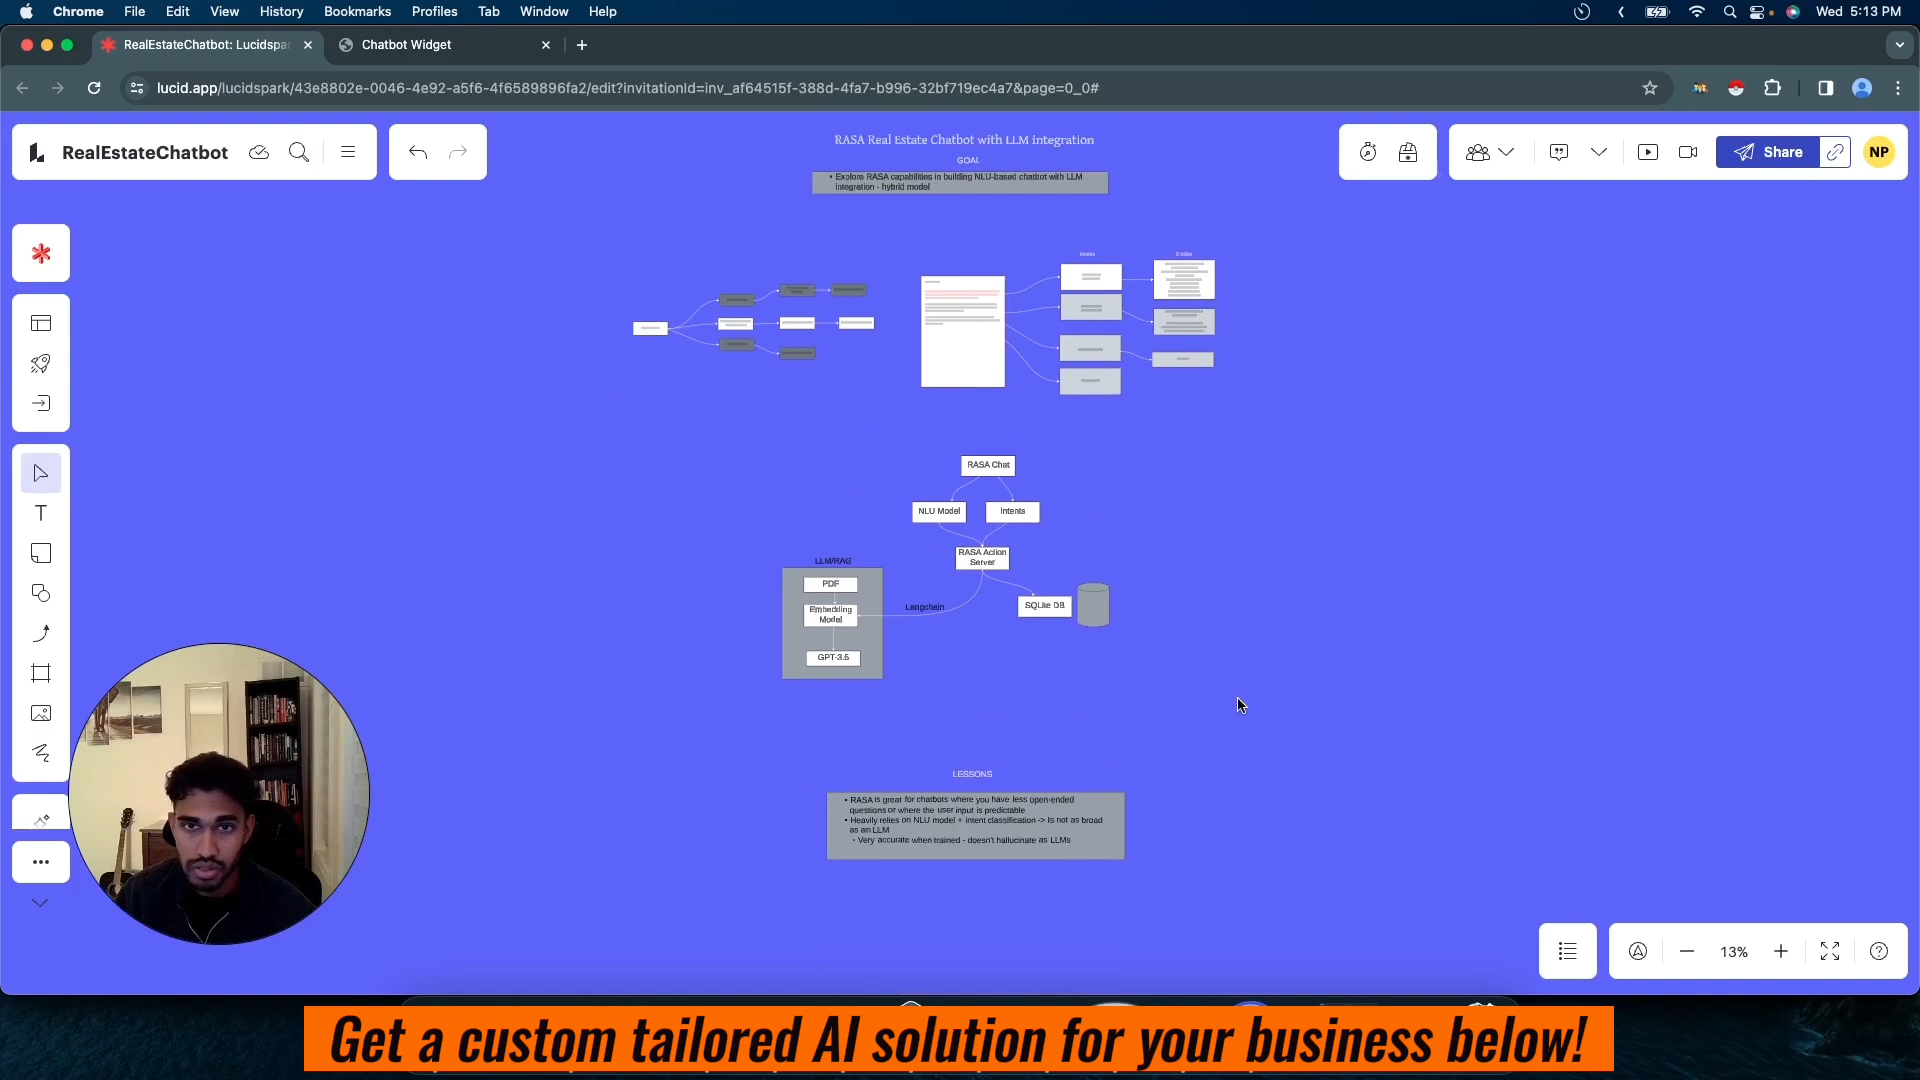 Chrome File Edit View History Bookmarks Profiles Tab Window Help Wed 5:13 PM
RealEstateChatbot: Lucidspa Chatbot Widget
lucid.app/lucidspark/43e8802e-0046-4e92-a5f6-4f6589896fa2/edit?invitationId=inv_af64515f-388d-4fa7-b996-32bf719ec4a7&page=0_0#
RealEstateChatbot
Share
NP
RASA Real Estate Chatbot with LLM integration
GOAL
• Explore RASA capabilities in building NLU-based chatbot with LLM
integration - hybrid model
Intents
Entities
RASA Chat
NLU Model
Intents
RASA Action
Server
LLM/RAG
PDF
Embedding
Model
GPT-3.5
Langchain
SQLite DB
LESSONS
• RASA is great for chatbots where you have less open-ended
questions or where the user input is predictable
• Heavily relies on NLU model + intent classification -> Is not as broad
as an LLM
◦ Very accurate when trained - doesn't hallucinate as LLMs
13%
Get a custom tailored AI solution for your business below!